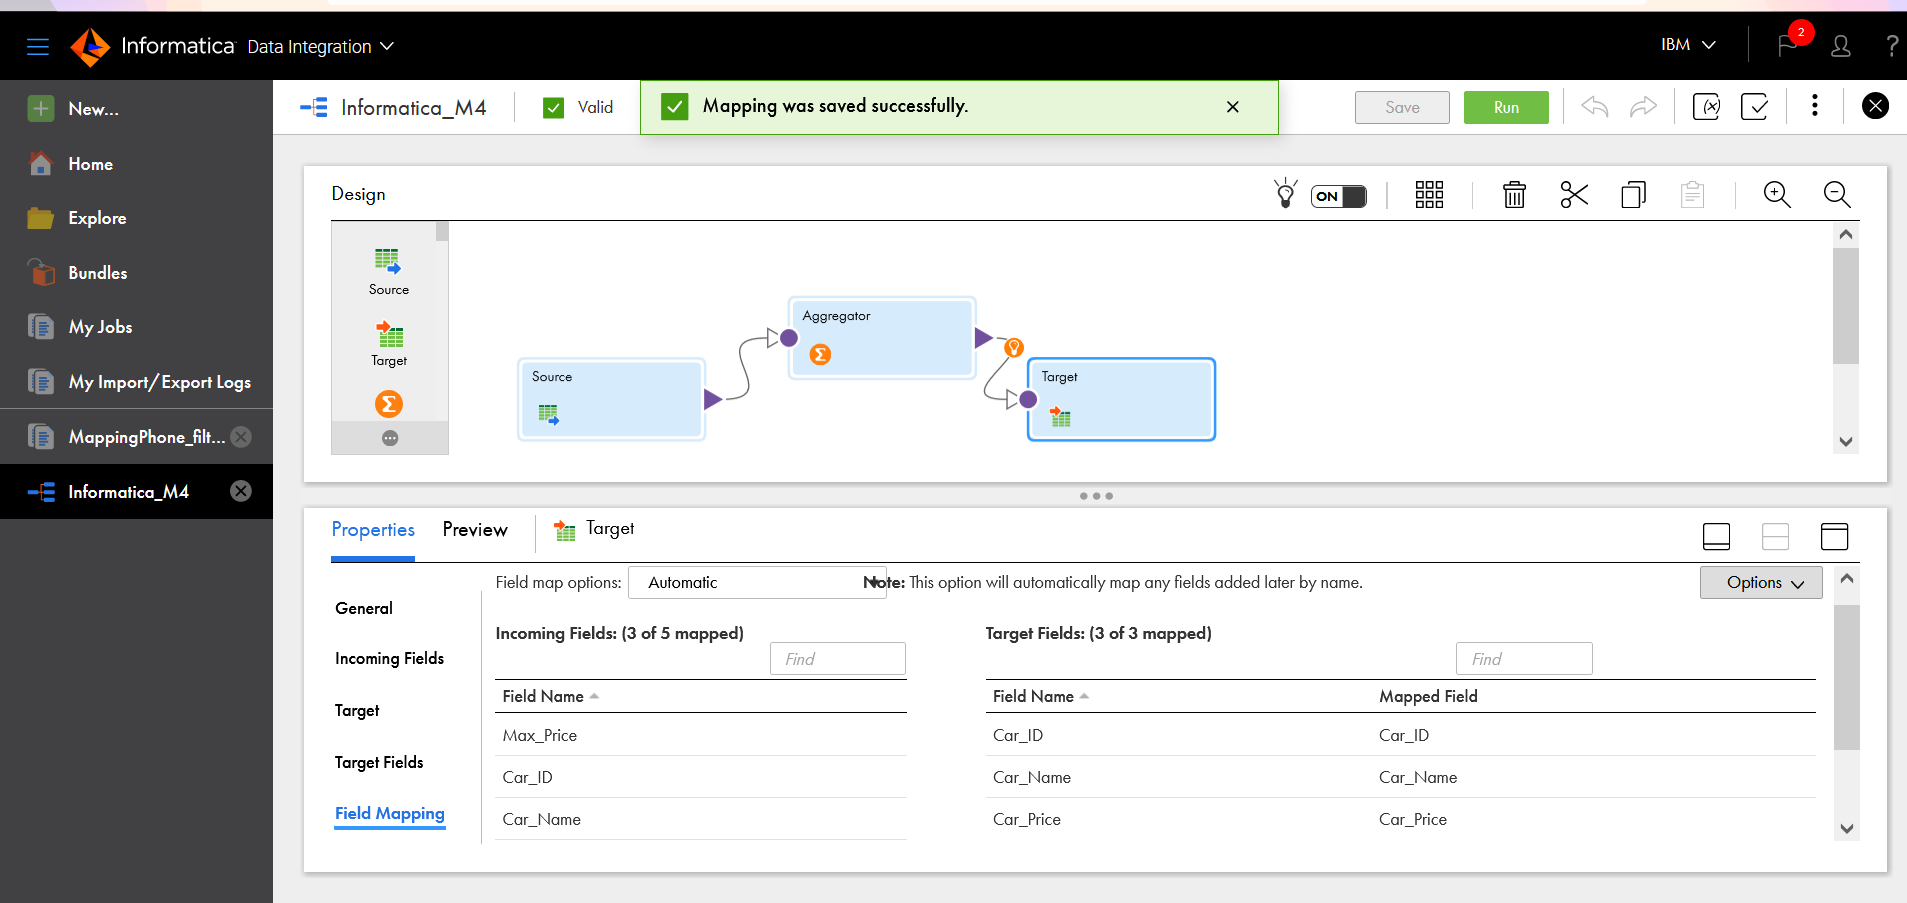 Informatica Data Integration
IBM
2
?
New...
Home
Explore
Bundles
My Jobs
My Import/Export Logs
MappingPhone_filt...
Informatica_M4
Informatica_M4
Valid
Mapping was saved successfully.
Save
Run
Design
ON
Source
Target
Source
Aggregator
Target
Properties
Preview
Target
General
Incoming Fields
Target
Target Fields
Field Mapping
Field map options:
Automatic
Note: This option will automatically map any fields added later by name.
Options
Incoming Fields: (3 of 5 mapped)
Find
Field Name
Max_Price
Car_ID
Car_Name
Target Fields: (3 of 3 mapped)
Find
Field Name Mapped Field
Car_ID Car_ID
Car_Name Car_Name
Car_Price Car_Price